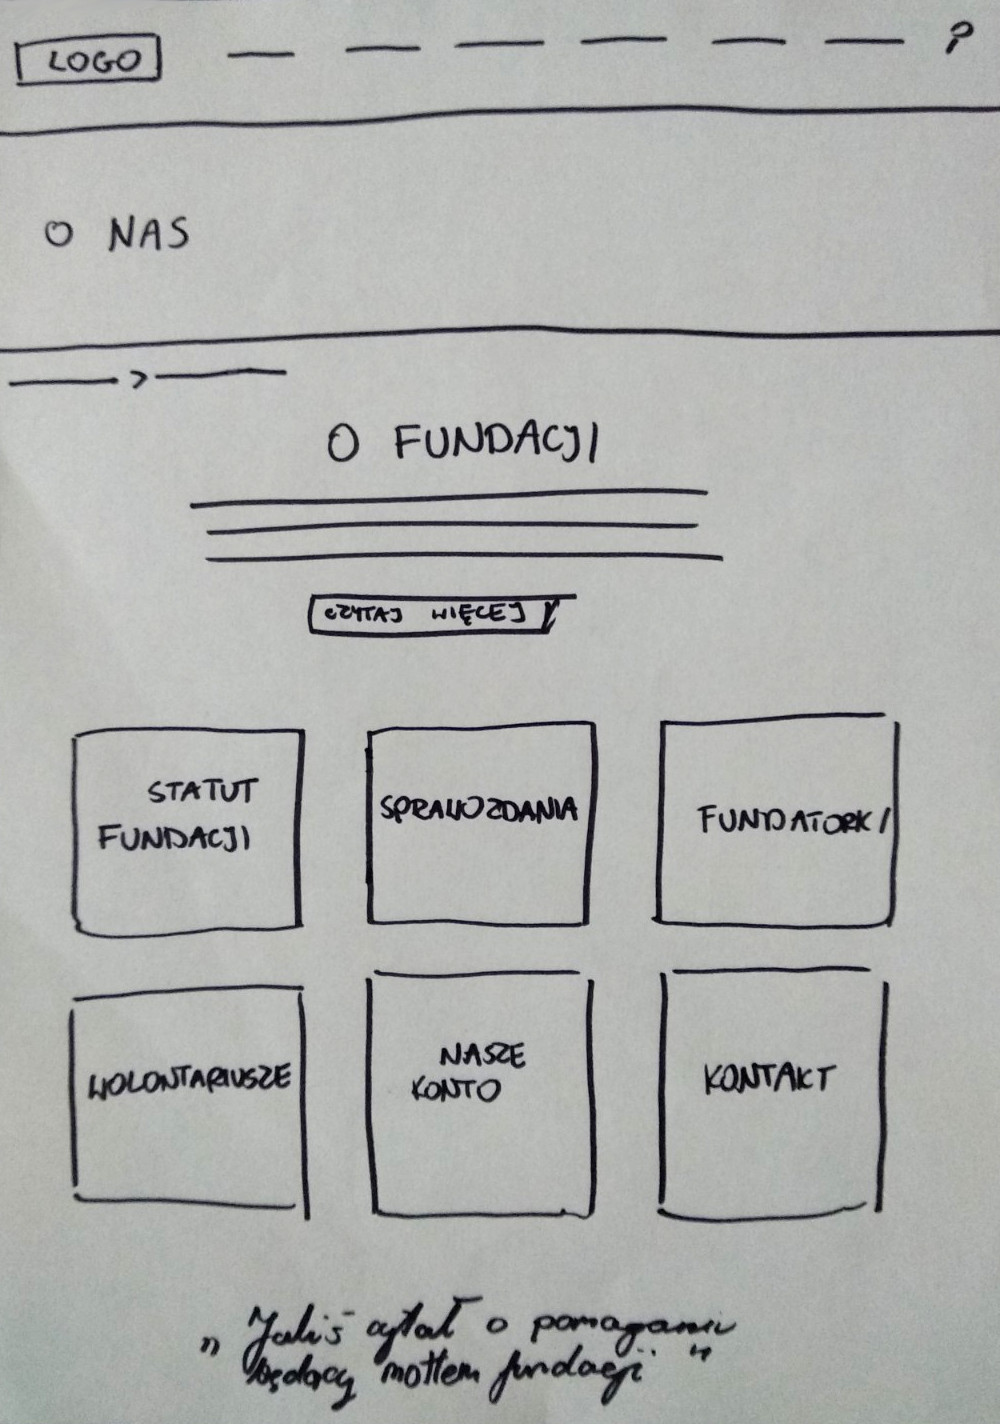 LOGO
O NAS
>
O FUNDACJI
CZYTAJ WIĘCEJ
STATUT
FUNDACJI
SPRAWOZDANIA
FUNDATORKI
WOLONTARIUSZE
NASZE
KONTO
KONTAKT
„Jakiś cytat o pomaganiu
będący mottem fundacji"